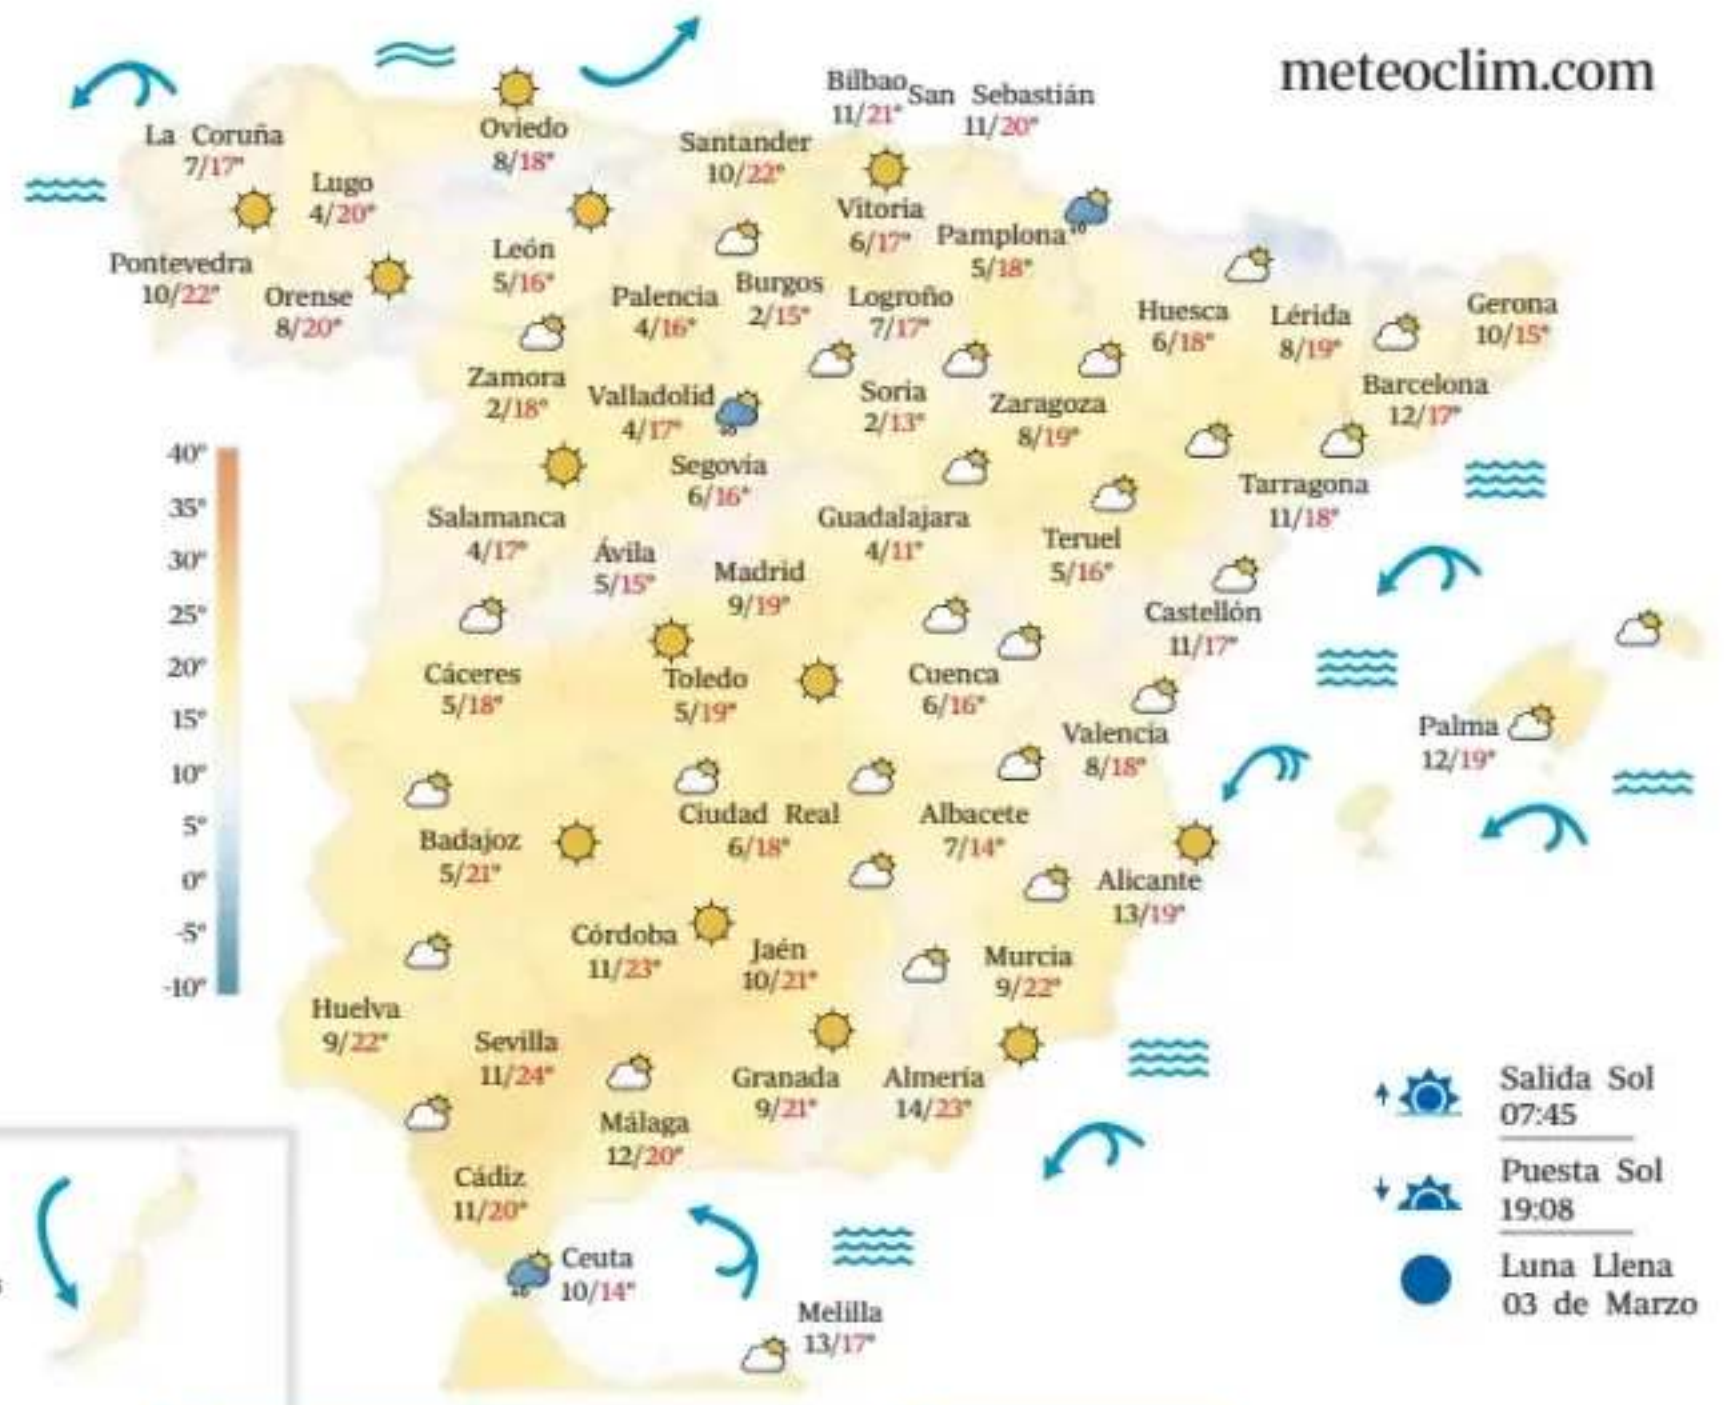 meteoclim.com
Bilbao
11/21°
San Sebastián
11/20°
La Coruña
7/17°
Oviedo
8/18°
Santander
10/22°
Lugo
4/20°
Vitoria
6/17°
Pamplona
5/18°
León
5/16°
Pontevedra
10/22°
Orense
8/20°
Palencia
4/16°
Burgos
2/15°
Logroño
7/17°
Huesca
6/18°
Lérida
8/19°
Gerona
10/15°
Zamora
2/18°
Valladolid
4/17°
Soria
2/13°
Zaragoza
8/19°
Barcelona
12/17°
Segovia
6/16°
Tarragona
11/18°
Salamanca
4/17°
Ávila
5/15°
Madrid
9/19°
Guadalajara
4/11°
Teruel
5/16°
Castellón
11/17°
Cáceres
5/18°
Toledo
5/19°
Cuenca
6/16°
Valencia
8/18°
Palma
12/19°
Badajoz
5/21°
Ciudad Real
6/18°
Albacete
7/14°
Alicante
13/19°
Córdoba
11/23°
Jaén
10/21°
Murcia
9/22°
Huelva
9/22°
Sevilla
11/24°
Granada
9/21°
Almería
14/23°
Málaga
12/20°
Cádiz
11/20°
Ceuta
10/14°
Melilla
13/17°
40°
35°
30°
25°
20°
15°
10°
5°
0°
-5°
-10°
Salida Sol
07:45
Puesta Sol
19:08
Luna Llena
03 de Marzo